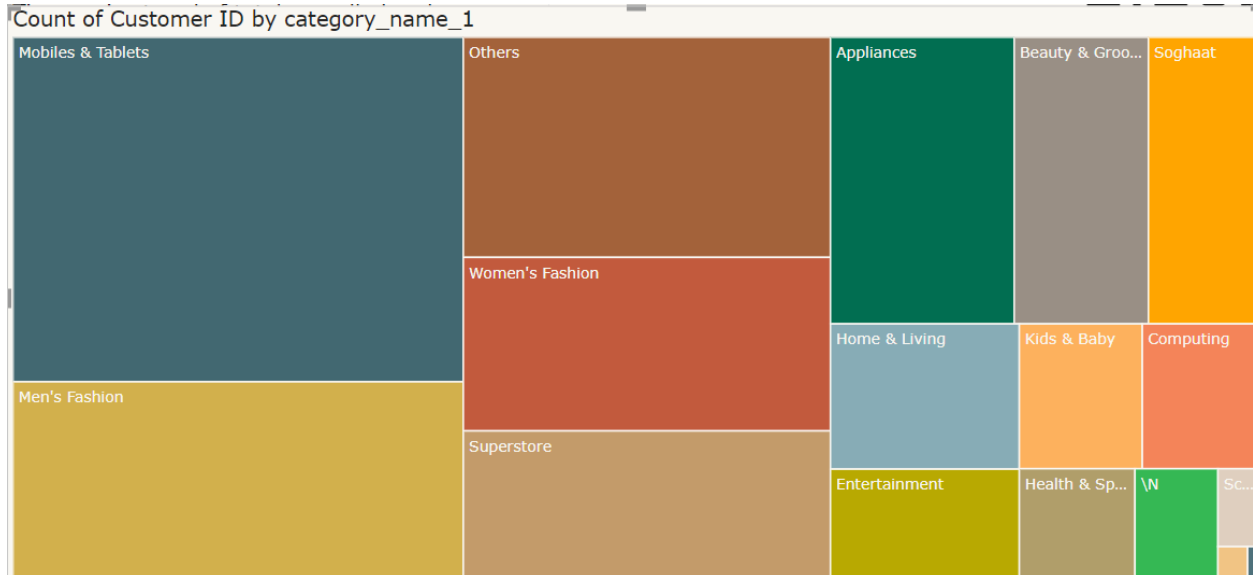 Count of Customer ID by category_name_1
Mobiles & Tablets
Others
Appliances
Beauty & Groo...
Soghaat
Women's Fashion
Home & Living
Kids & Baby
Computing
Men's Fashion
Superstore
Entertainment
Health & Sp...
\N
Sc...